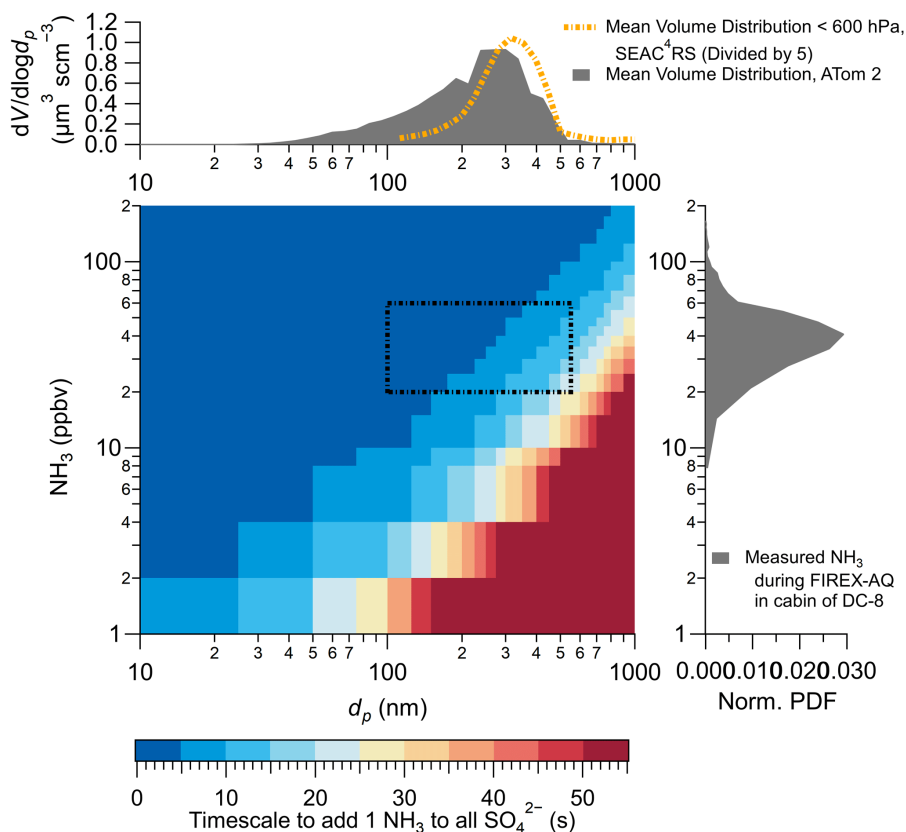 dV/dlogdₚ
(µm³ scm⁻³)
1.2
1.0
0.8
0.6
0.4
0.2
0.0
Mean Volume Distribution < 600 hPa,
SEAC⁴RS (Divided by 5)
Mean Volume Distribution, ATom 2
10 2 3 4 5 6 7 100 2 3 4 5 6 7 1000
NH₃ (ppbv)
2
100
8
6
4
2
10
8
6
4
2
1
10 2 3 4 5 6 7 100 2 3 4 5 6 7 1000
dₚ (nm)
2
100
8
6
4
2
10
8
6
4
2
1
Measured NH₃
during FIREX-AQ
in cabin of DC-8
0.000 0.010 0.020 0.030
Norm. PDF
0 10 20 30 40 50
Timescale to add 1 NH₃ to all SO₄²⁻ (s)